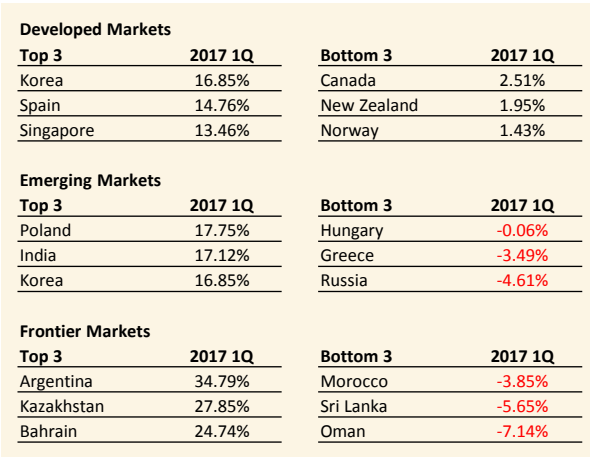 Developed Markets
Top 3 2017 1Q Bottom 3 2017 1Q
Korea 16.85% Canada 2.51%
Spain 14.76% New Zealand 1.95%
Singapore 13.46% Norway 1.43%
Emerging Markets
Top 3 2017 1Q Bottom 3 2017 1Q
Poland 17.75% Hungary -0.06%
India 17.12% Greece -3.49%
Korea 16.85% Russia -4.61%
Frontier Markets
Top 3 2017 1Q Bottom 3 2017 1Q
Argentina 34.79% Morocco -3.85%
Kazakhstan 27.85% Sri Lanka -5.65%
Bahrain 24.74% Oman -7.14%